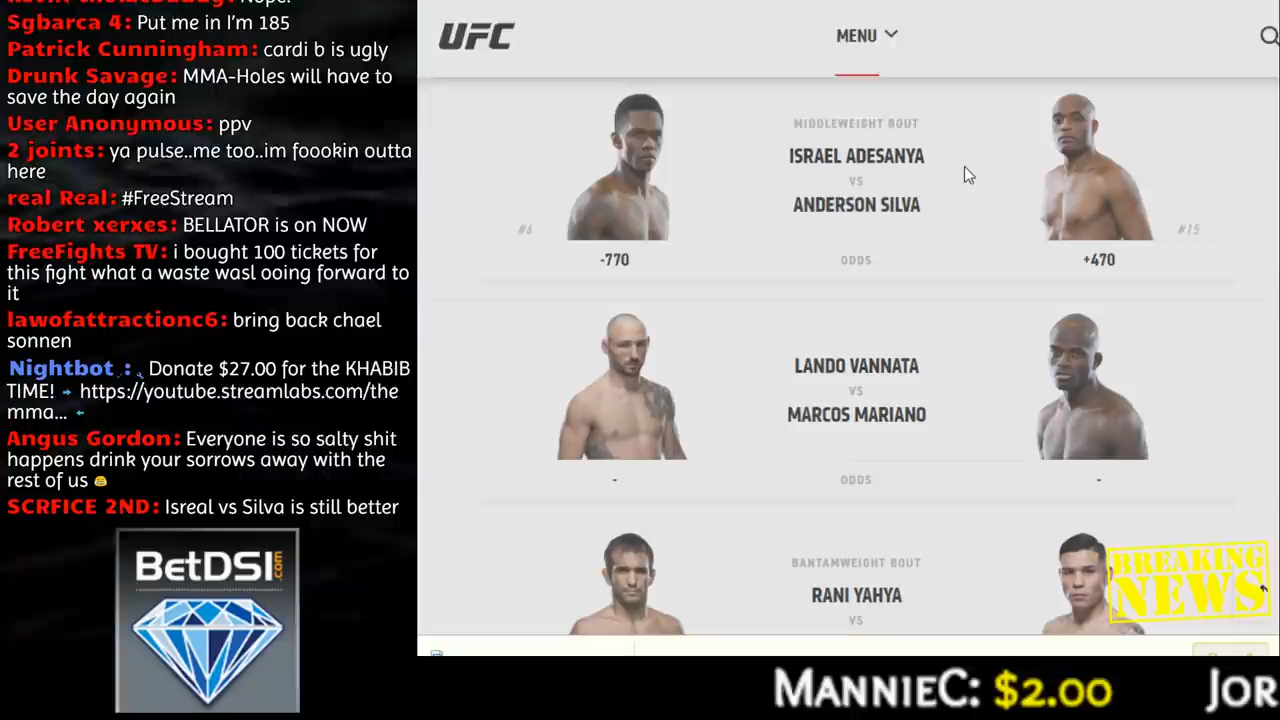 Sgbarca 4: Put me in I'm 185
Patrick Cunningham: cardi b is ugly
Drunk Savage: MMA-Holes will have to
save the day again
User Anonymous: ppv
2 joints: ya pulse..me too..im foookin outta
here
real Real: #FreeStream
Robert xerxes: BELLATOR is on NOW
FreeFights TV: i bought 100 tickets for
this fight what a waste wasl ooing forward to
it
lawofattractionc6: bring back chael
sonnen
Nightbot : Donate $27.00 for the KHABIB
TIME! → https://youtube.streamlabs.com/the
mma... ←
Angus Gordon: Everyone is so salty shit
happens drink your sorrows away with the
rest of us
SCRFICE 2ND: Isreal vs Silva is still better
BetDSI.com
UFC
MENU
MIDDLEWEIGHT BOUT
ISRAEL ADESANYA
VS
ANDERSON SILVA
#6
#15
-770
ODDS
+470
LANDO VANNATA
VS
MARCOS MARIANO
-
ODDS
-
BANTAMWEIGHT BOUT
RANI YAHYA
VS
BREAKING
NEWS
MANNIEC: $2.00
JOR